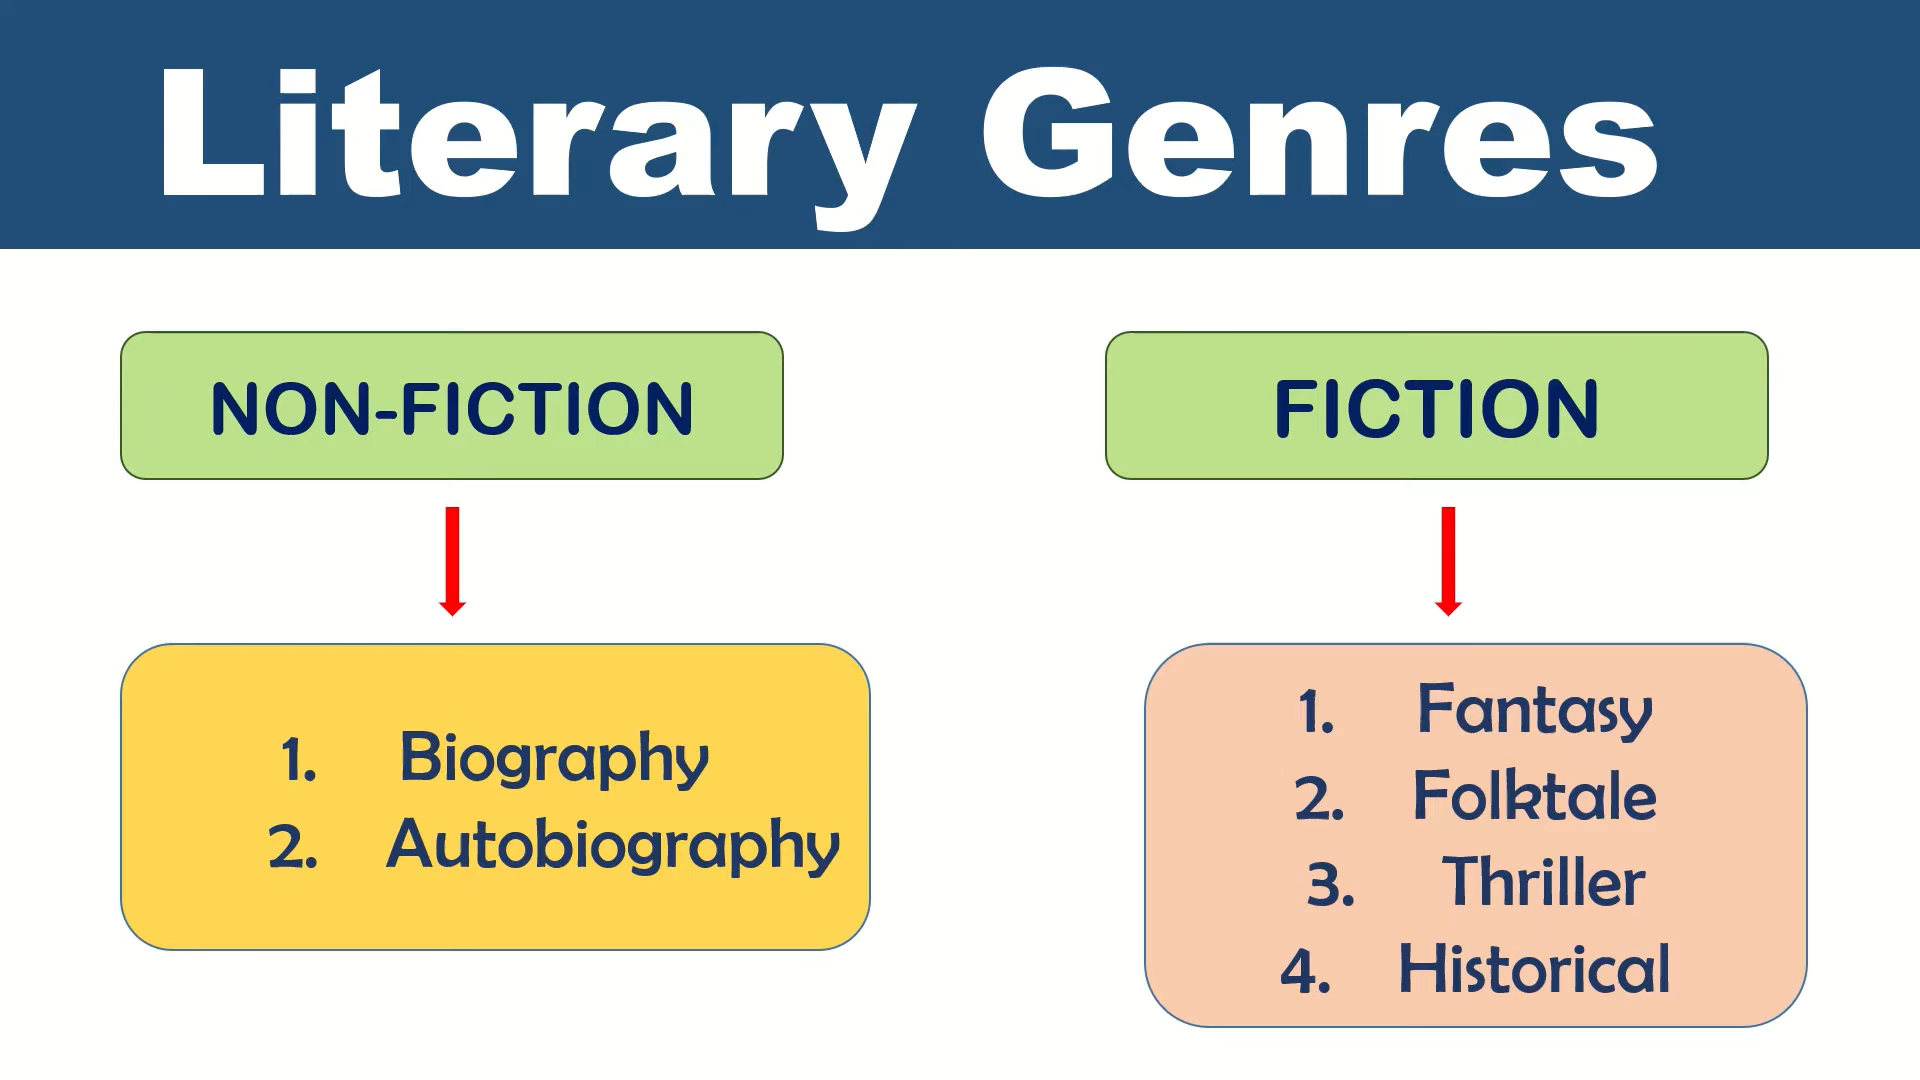 Literary Genres
NON-FICTION
1. Biography
2. Autobiography
FICTION
1. Fantasy
2. Folktale
3. Thriller
4. Historical